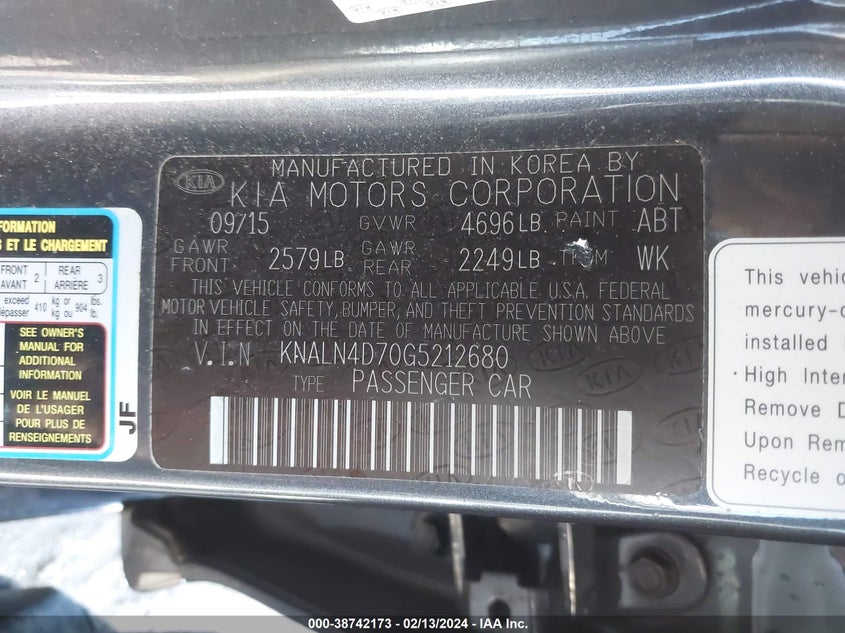 MANUFACTURED IN KOREA BY
KIA
KIA MOTORS CORPORATION
09/15 GVWR 4696LB PAINT ABT
GAWR FRONT 2579LB GAWR REAR 2249LB WK
THIS VEHICLE CONFORMS TO ALL APPLICABLE U.S.A. FEDERAL
MOTOR VEHICLE SAFETY, BUMPER, AND THEFT PREVENTION STANDARDS
IN EFFECT ON THE DATE OF MANUFACTURE SHOWN ABOVE
V.I.N KNALN4D70G5212680
TYPE PASSENGER CAR
FORMATION
S ET LE CHARGEMENT
FRONT 2 REAR 3
AVANT ARRIÈRE
exceed 410 kg or 904 lbs.
dépasser kg ou lb.
SEE OWNER'S
MANUAL FOR
ADDITIONAL
INFORMATION
VOIR LE MANUEL
DE L'USAGER
POUR PLUS DE
RENSEIGNEMENTS
JF
This vehic
mercury-c
installed
·High Inter
Remove D
Upon Rem
Recycle o
000-38742173 - 02/13/2024 - IAA Inc.